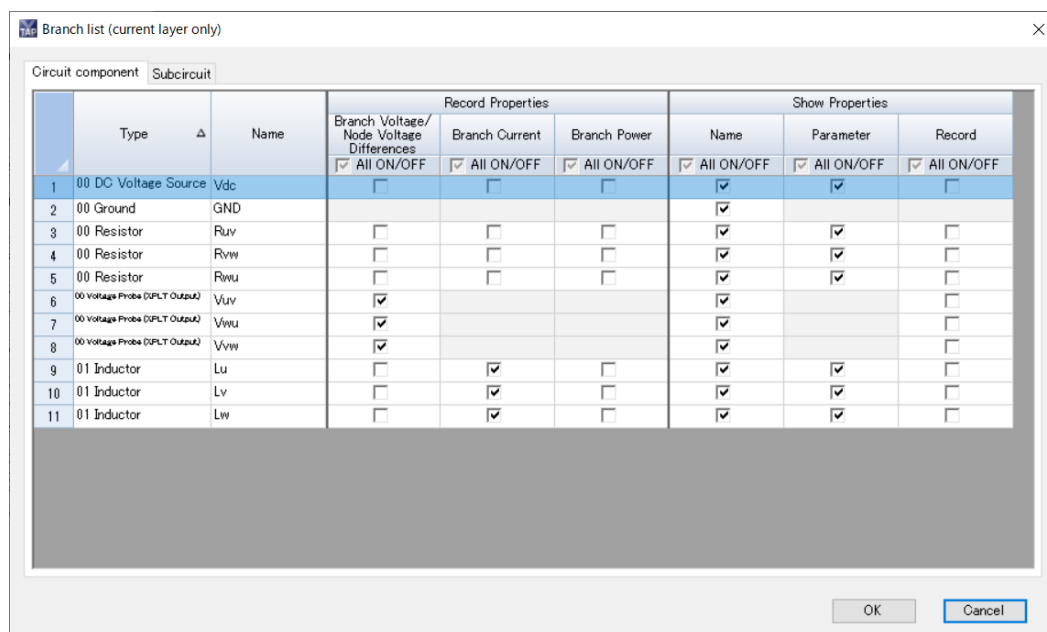 TAP Branch list (current layer only)
Circuit component Subcircuit
Record Properties Show Properties
Type Name Branch Voltage/ Node Voltage Differences Branch Current Branch Power Name Parameter Record
All ON/OFF All ON/OFF All ON/OFF All ON/OFF All ON/OFF All ON/OFF
1 00 DC Voltage Source Vdc
2 00 Ground GND
3 00 Resistor Ruv
4 00 Resistor Rvw
5 00 Resistor Rwu
6 00 Voltage Probe (XPLT Output) Vuv
7 00 Voltage Probe (XPLT Output) Vwu
8 00 Voltage Probe (XPLT Output) Vvw
9 01 Inductor Lu
10 01 Inductor Lv
11 01 Inductor Lw
OK Cancel